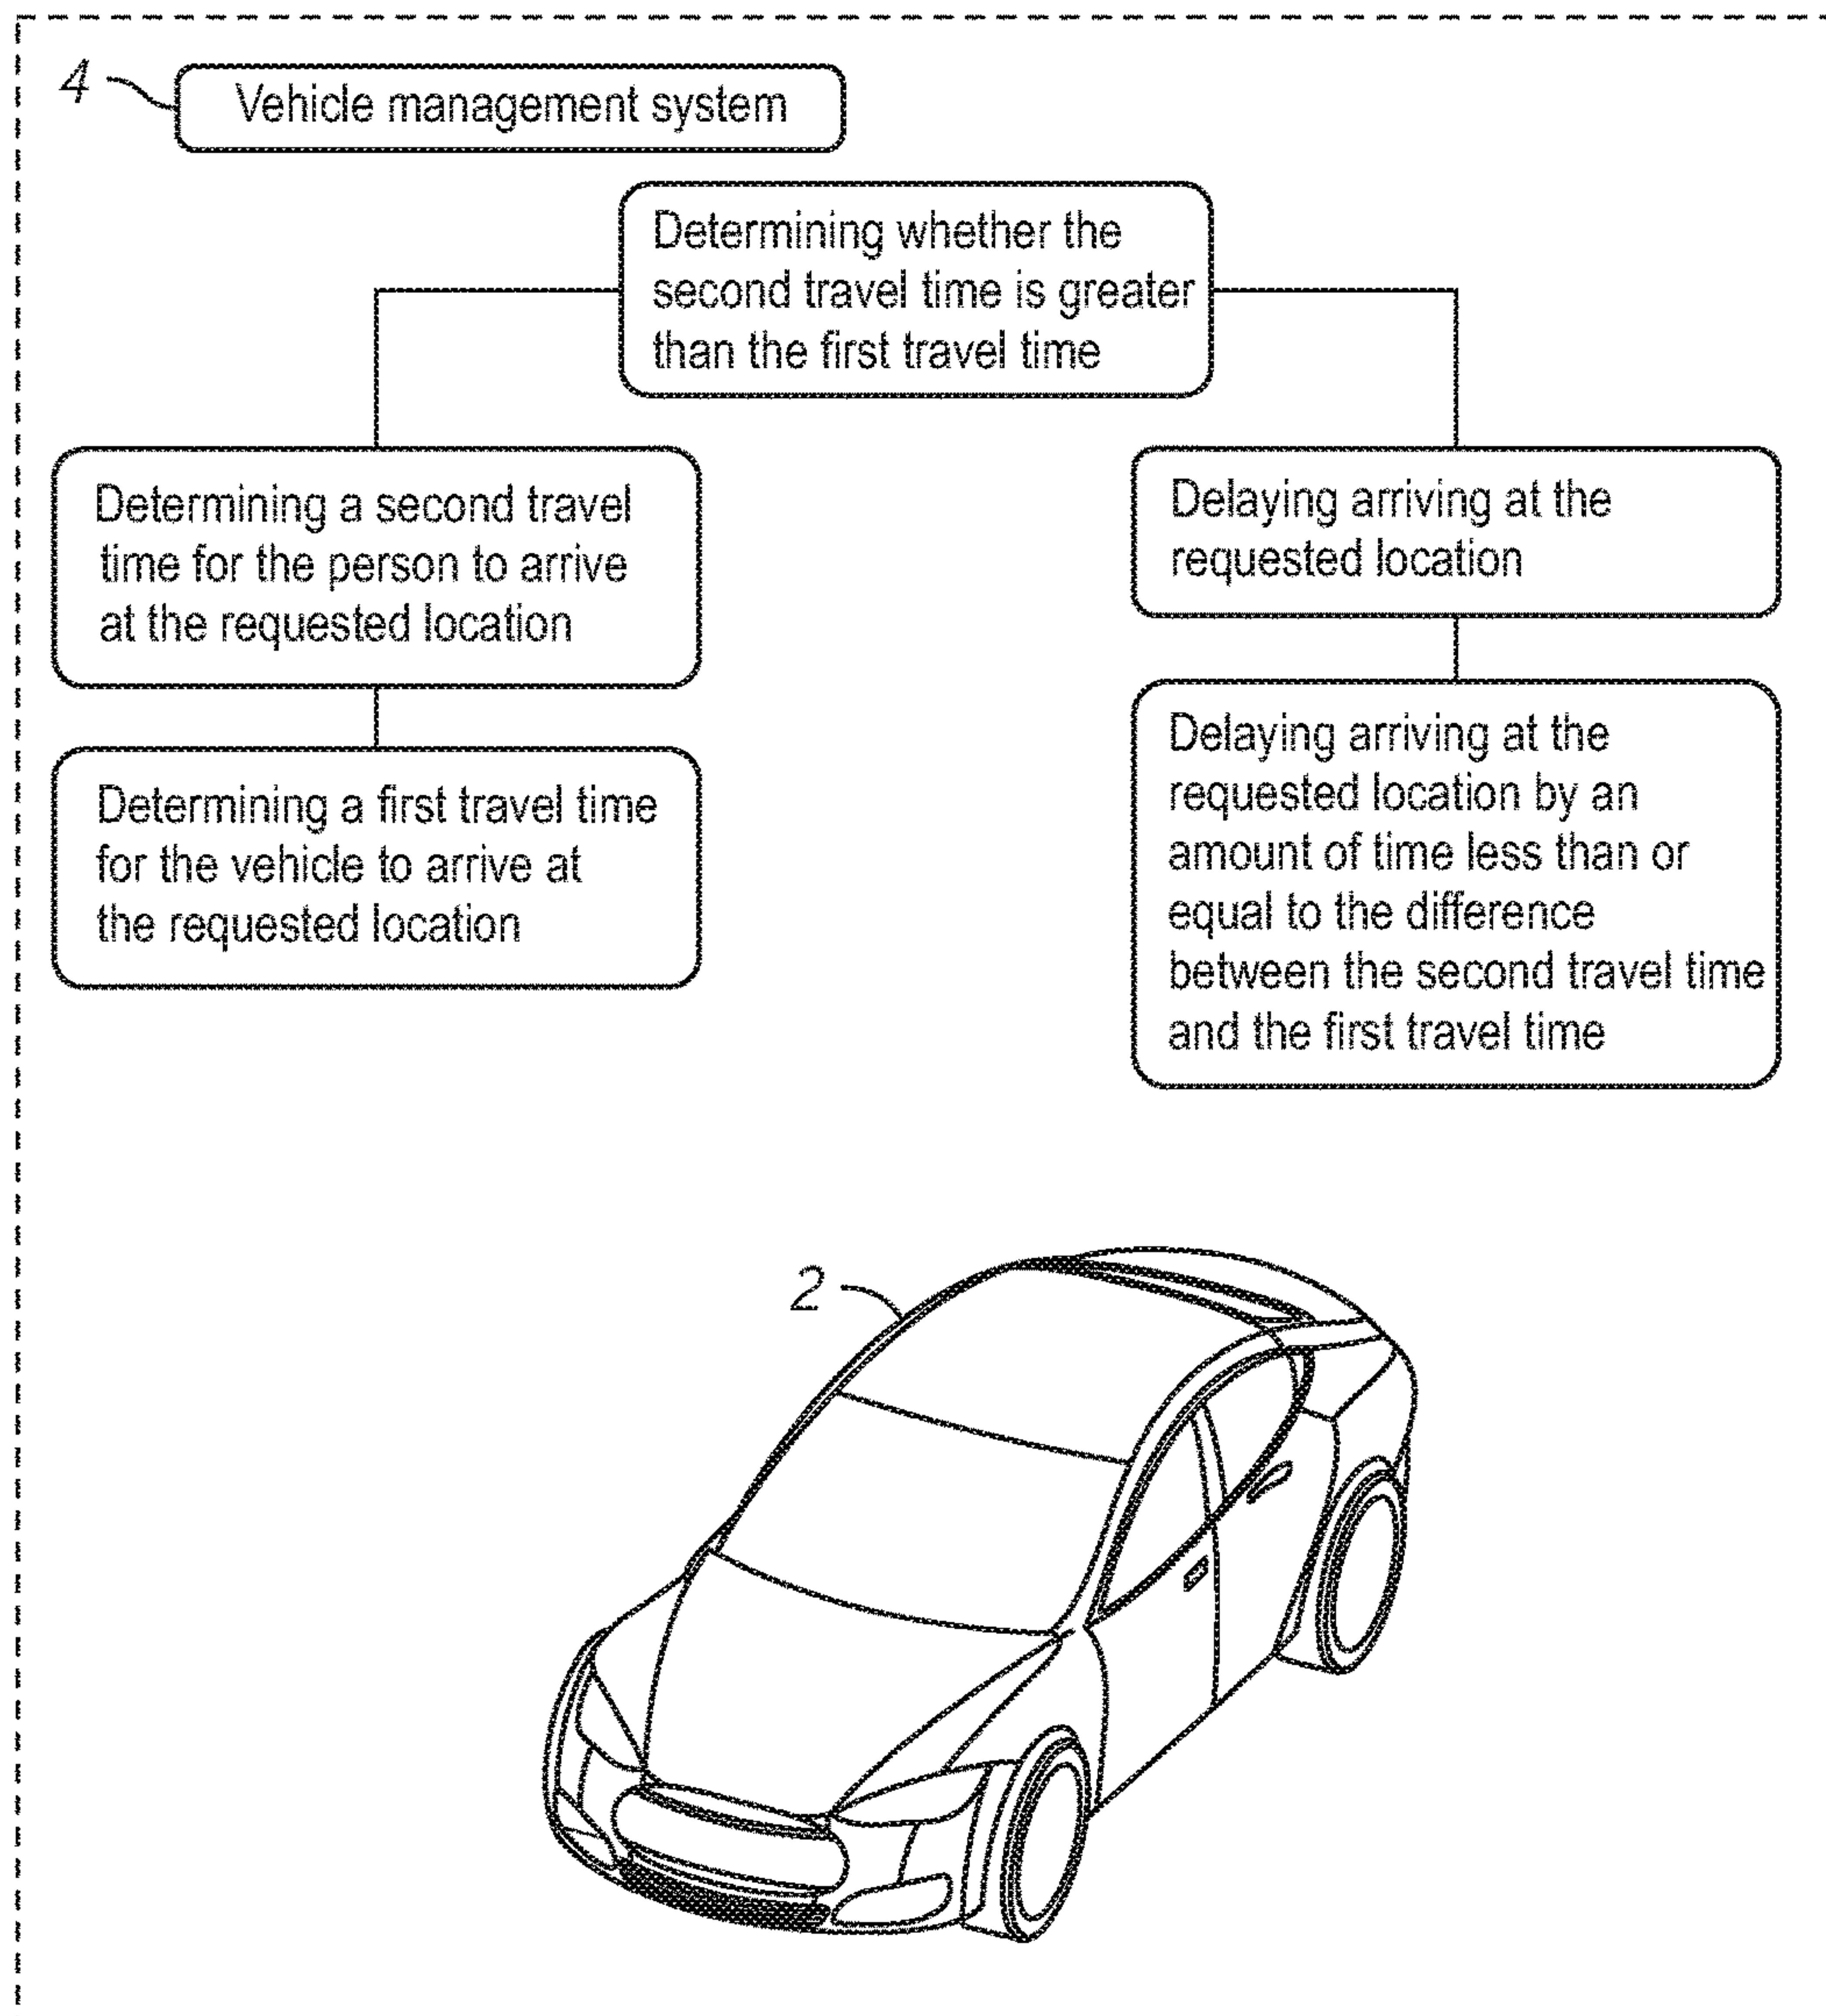 4
Vehicle management system
Determining whether the
second travel time is greater
than the first travel time
Determining a second travel
time for the person to arrive
at the requested location
Determining a first travel time
for the vehicle to arrive at
the requested location
Delaying arriving at the
requested location
Delaying arriving at the
requested location by an
amount of time less than or
equal to the difference
between the second travel time
and the first travel time
2